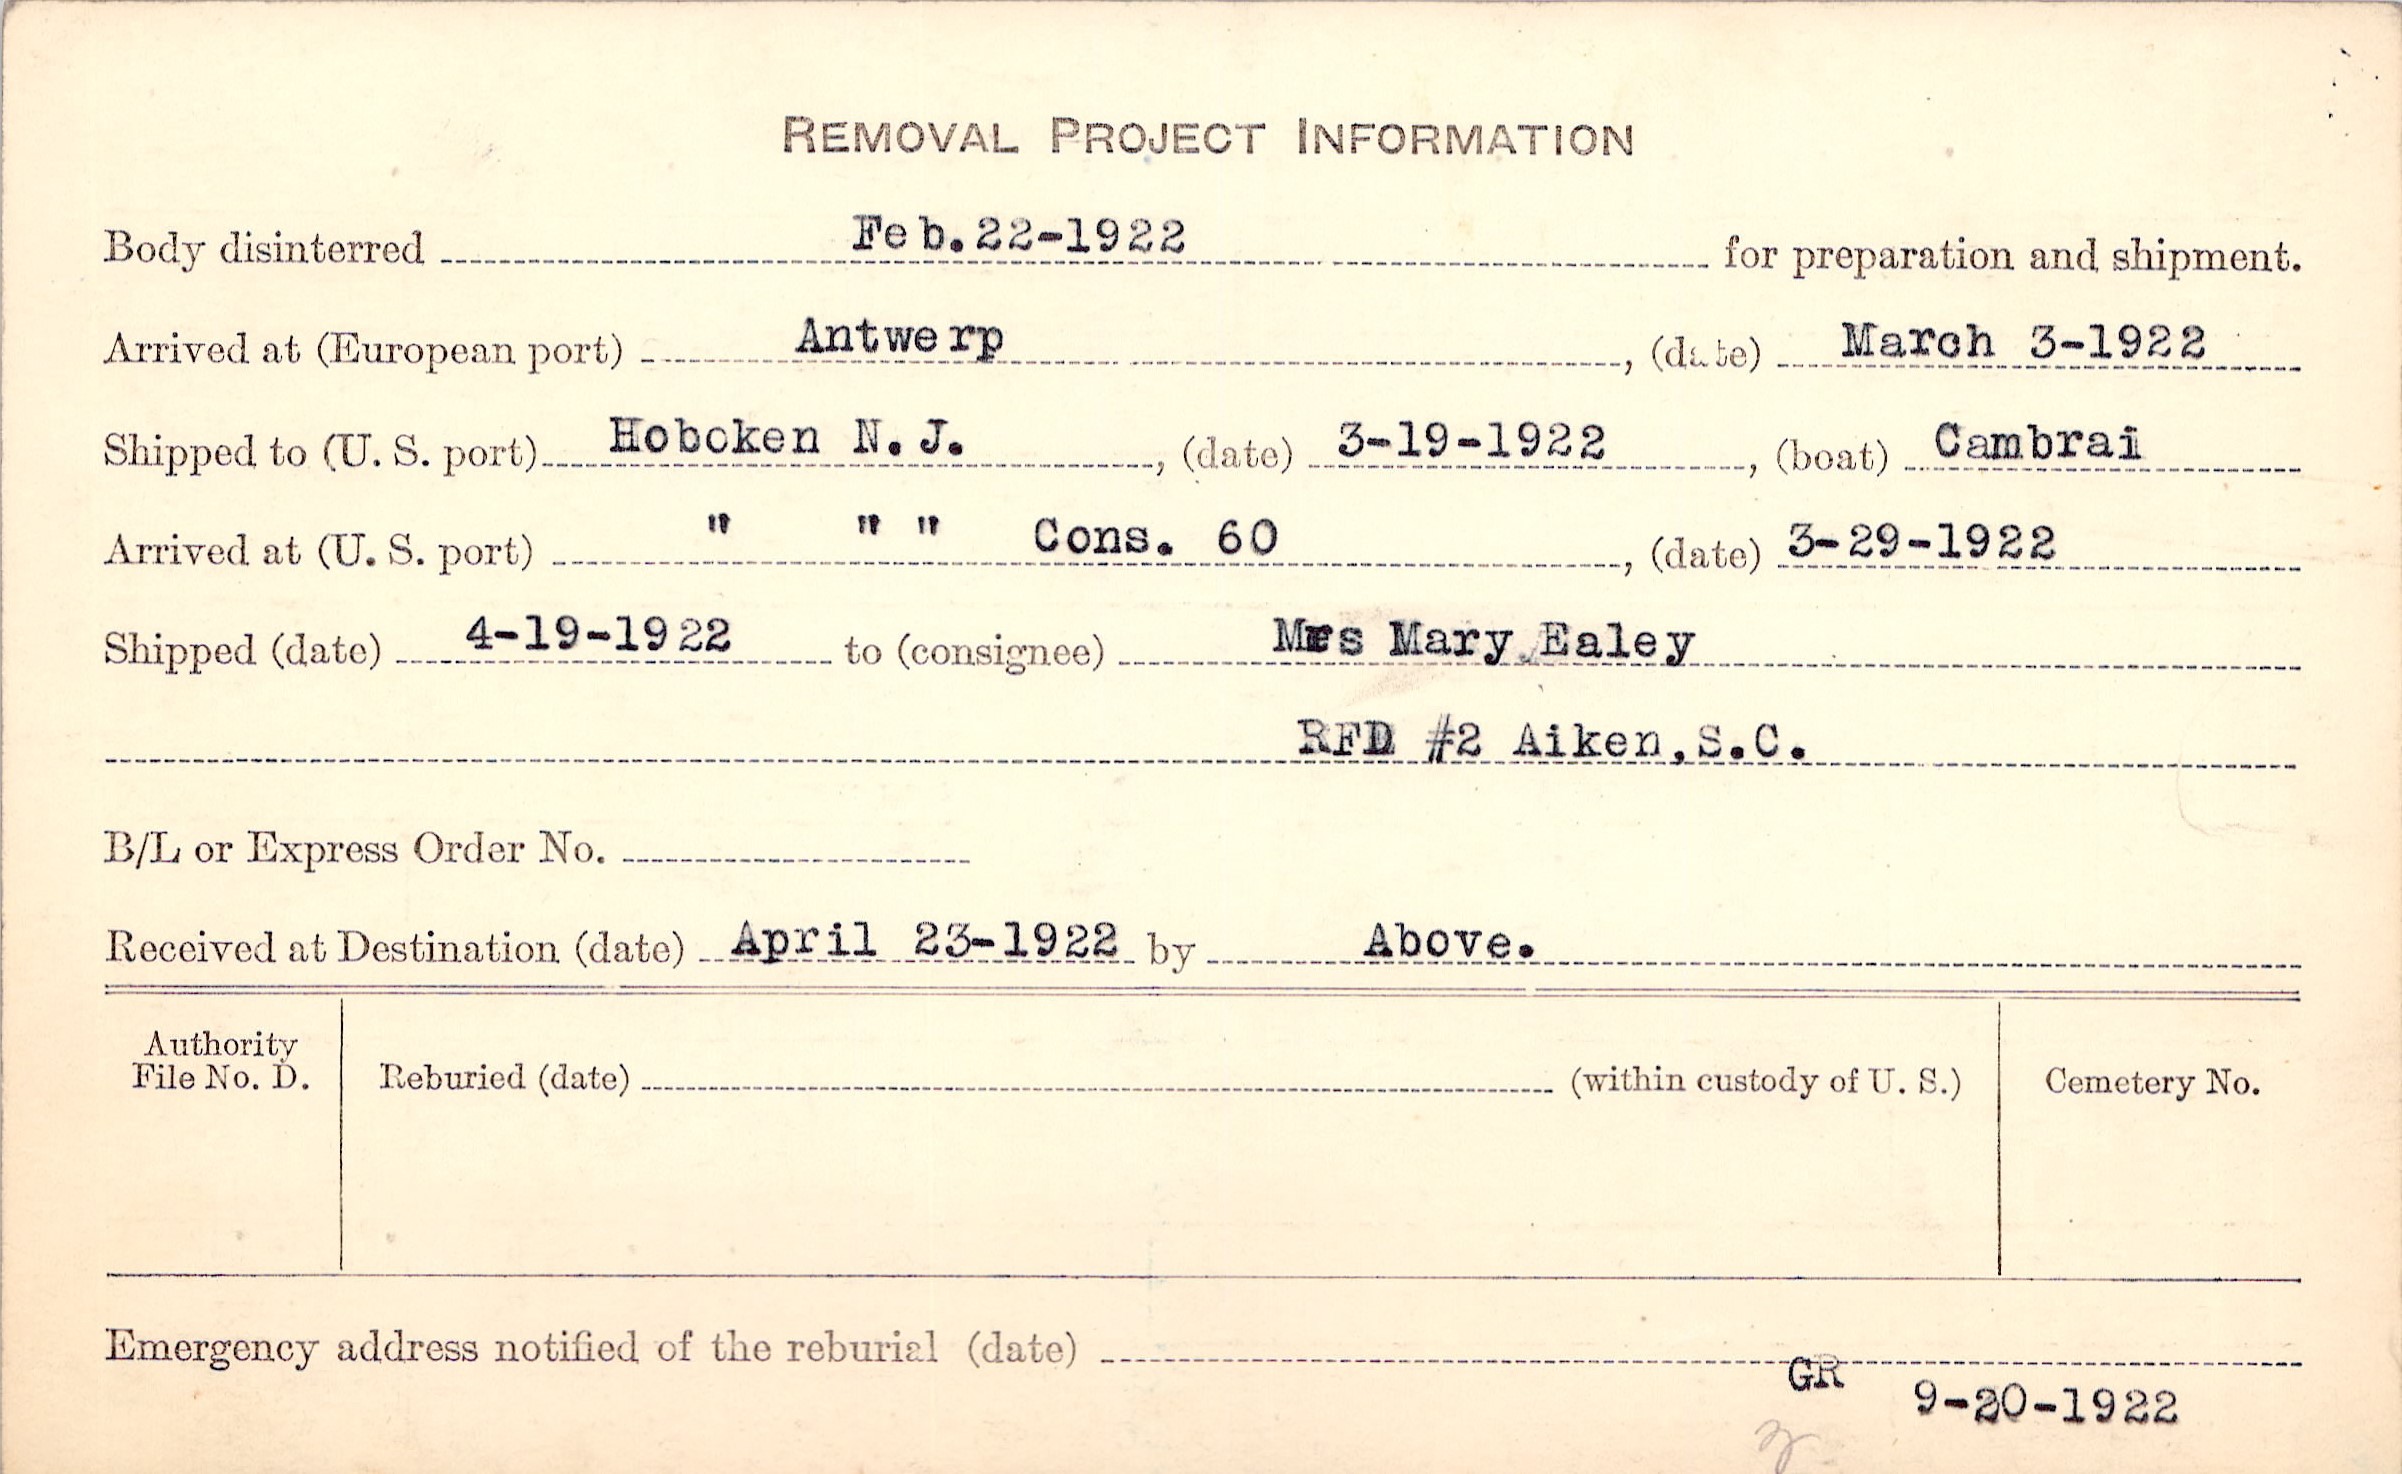 REMOVAL PROJECT INFORMATION
Body disinterred Feb.22-1922 for preparation and shipment.
Arrived at (European port) Antwerp, (date) March 3-1922
Shipped to (U. S. port) Hoboken N.J., (date) 3-19-1922, (boat) Cambrai
Arrived at (U. S. port) " " " Cons. 60, (date) 3-29-1922
Shipped (date) 4-19-1922 to (consignee) Mrs Mary Ealey
RFD #2 Aiken,S.C.
B/L or Express Order No.
Received at Destination (date) April 23-1922 by Above.
Authority
File No. D. Reburied (date) (within custody of U. S.) Cemetery No.
Emergency address notified of the reburial (date)
GR 9-20-1922